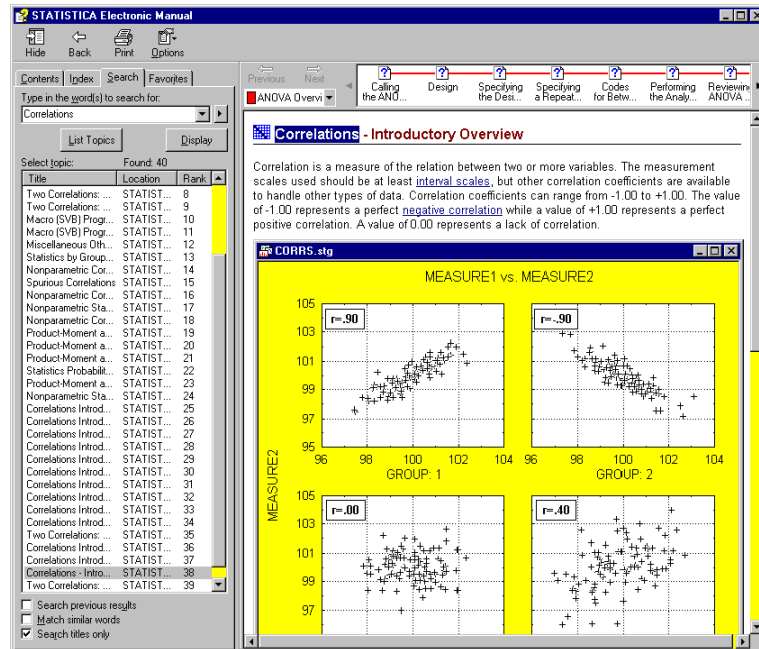 STATISTICA Electronic Manual
Hide Back Print Options
Contents Index Search Favorites
Type in the word(s) to search for:
Correlations
List Topics Display
Select topic: Found: 40
Title Location Rank
Two Correlations: ... STATIST... 8
Two Correlations: ... STATIST... 9
Macro (SVB) Progr... STATIST... 10
Macro (SVB) Progr... STATIST... 11
Miscellaneous Oth... STATIST... 12
Statistics by Group... STATIST... 13
Nonparametric Cor... STATIST... 14
Spurious Correlations STATIST... 15
Nonparametric Cor... STATIST... 16
Nonparametric Sta... STATIST... 17
Nonparametric Cor... STATIST... 18
Product-Moment a... STATIST... 19
Product-Moment a... STATIST... 20
Product-Moment a... STATIST... 21
Statistics Probabilit... STATIST... 22
Product-Moment a... STATIST... 23
Nonparametric Sta... STATIST... 24
Correlations Introd... STATIST... 25
Correlations Introd... STATIST... 26
Correlations Introd... STATIST... 27
Correlations Introd... STATIST... 28
Correlations Introd... STATIST... 29
Correlations Introd... STATIST... 30
Correlations Introd... STATIST... 31
Correlations Introd... STATIST... 32
Correlations Introd... STATIST... 33
Correlations Introd... STATIST... 34
Two Correlations: ... STATIST... 35
Correlations Introd... STATIST... 36
Correlations Introd... STATIST... 37
Correlations - Intro... STATIST... 38
Two Correlations: ... STATIST... 39
Search previous results
Match similar words
Search titles only
Previous Next
ANOVA Overvi
Calling the ANO...
Design
Specifying the Desi...
Specifying a Repeat...
Codes for Betw...
Performing the Analy...
Reviewing ANOVA ...
Correlations - Introductory Overview
Correlation is a measure of the relation between two or more variables. The measurement
scales used should be at least interval scales, but other correlation coefficients are available
to handle other types of data. Correlation coefficients can range from -1.00 to +1.00. The value
of -1.00 represents a perfect negative correlation while a value of +1.00 represents a perfect
positive correlation. A value of 0.00 represents a lack of correlation.
CORRS.stg
MEASURE1 vs. MEASURE2
MEASURE2
105
103
101
99
97
95
r=.90
r=-.90
96 98 100 102 104 96 98 100 102 104
GROUP: 1 GROUP: 2
105
103
101
99
97
r=.00
r=.40